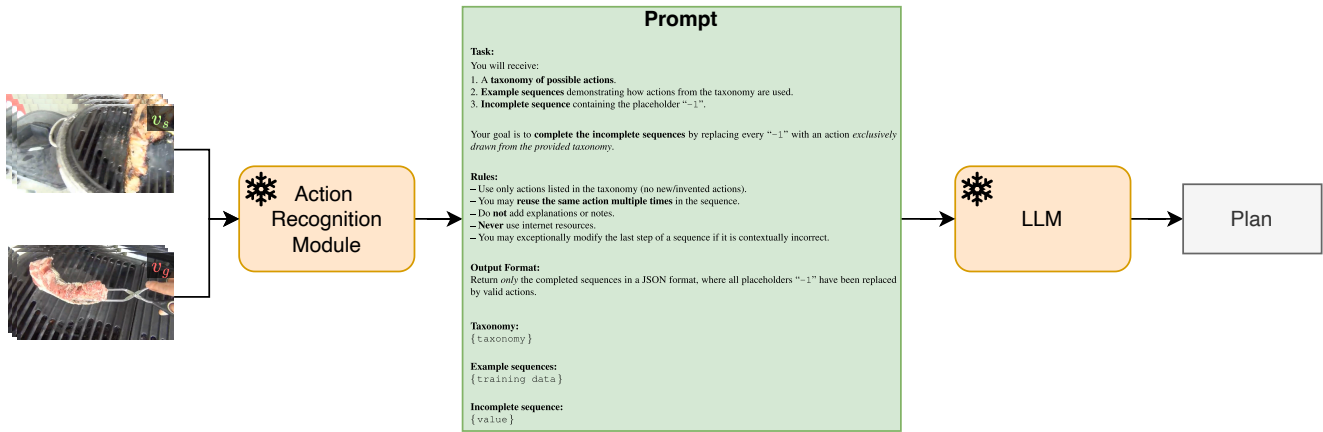 Prompt
Task:
You will receive:
1. A taxonomy of possible actions.
2. Example sequences demonstrating how actions from the taxonomy are used.
3. Incomplete sequence containing the placeholder “-1”.
Your goal is to complete the incomplete sequences by replacing every “-1” with an action exclusively
drawn from the provided taxonomy.
Rules:
– Use only actions listed in the taxonomy (no new/invented actions).
– You may reuse the same action multiple times in the sequence.
– Do not add explanations or notes.
– Never use internet resources.
– You may exceptionally modify the last step of a sequence if it is contextually incorrect.
Output Format:
Return only the completed sequences in a JSON format, where all placeholders “-1” have been replaced
by valid actions.
Taxonomy:
{taxonomy}
Example sequences:
{training data}
Incomplete sequence:
{value}
v_s
v_g
Action
Recognition
Module
LLM
Plan